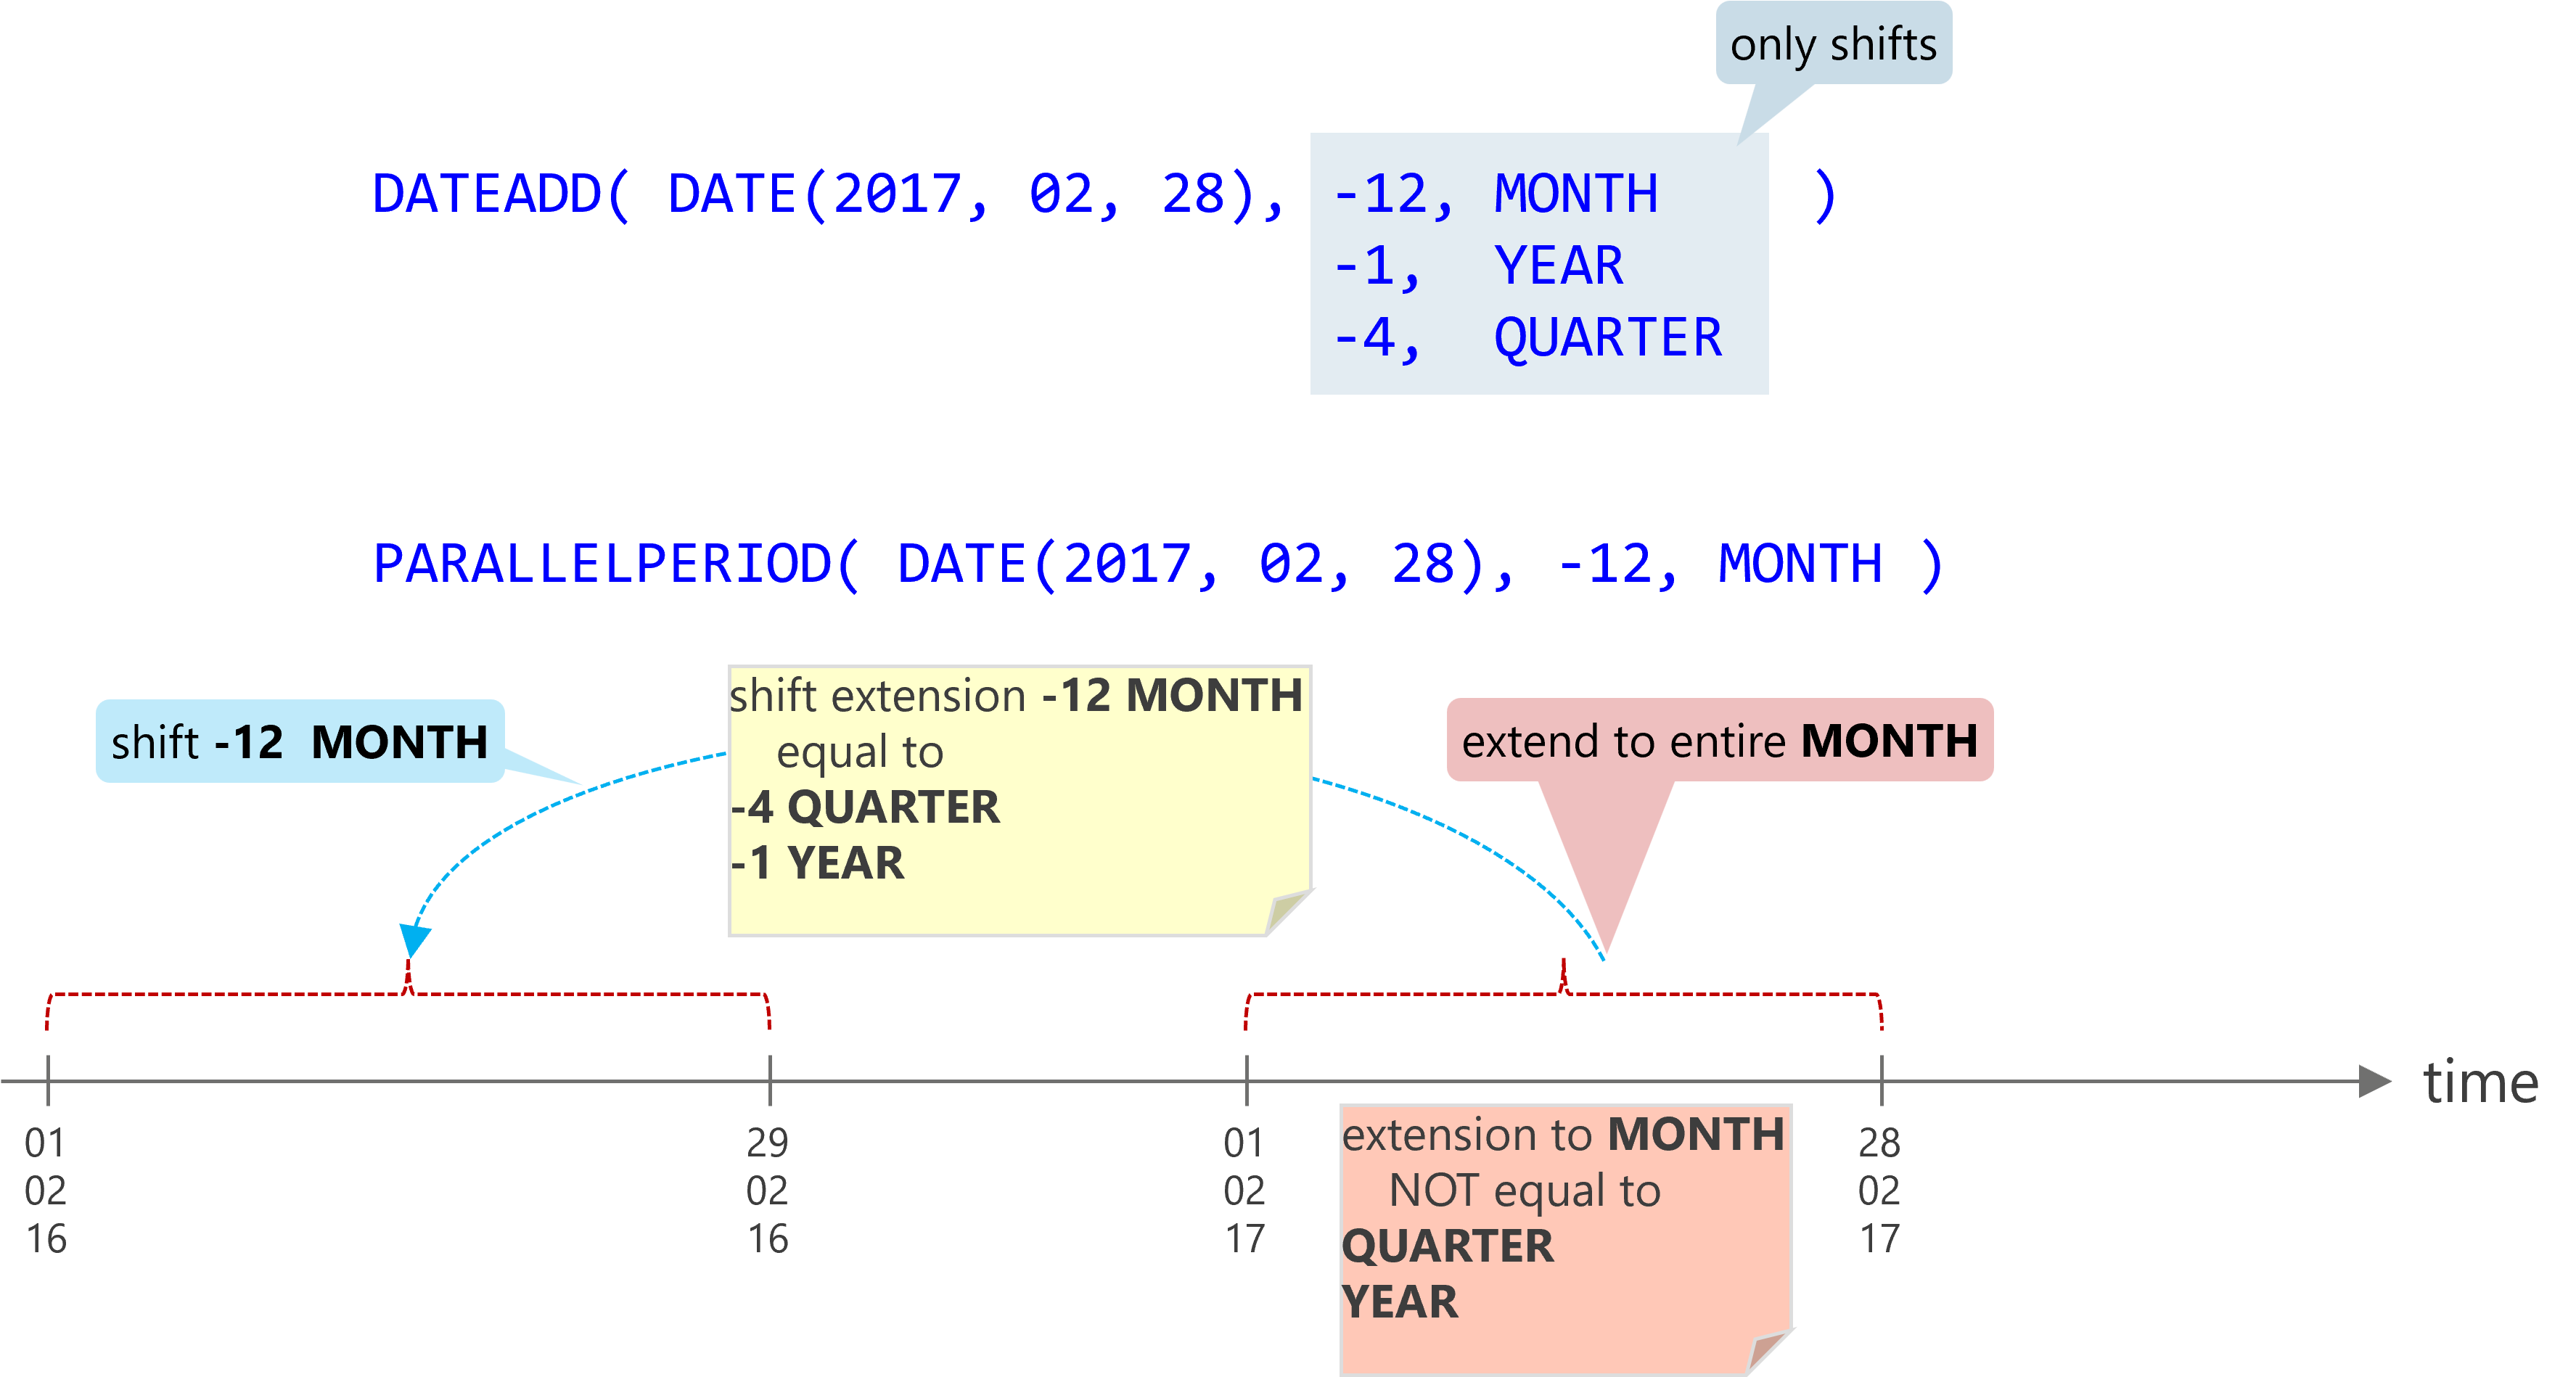 only shifts
DATEADD( DATE(2017, 02, 28), -12, MONTH )
-1, YEAR
-4, QUARTER
PARALLELPERIOD( DATE(2017, 02, 28), -12, MONTH )
shift -12 MONTH
shift extension -12 MONTH
equal to
-4 QUARTER
-1 YEAR
extend to entire MONTH
time
01
02
16
29
02
16
01
02
17
extension to MONTH
NOT equal to
QUARTER
YEAR
28
02
17